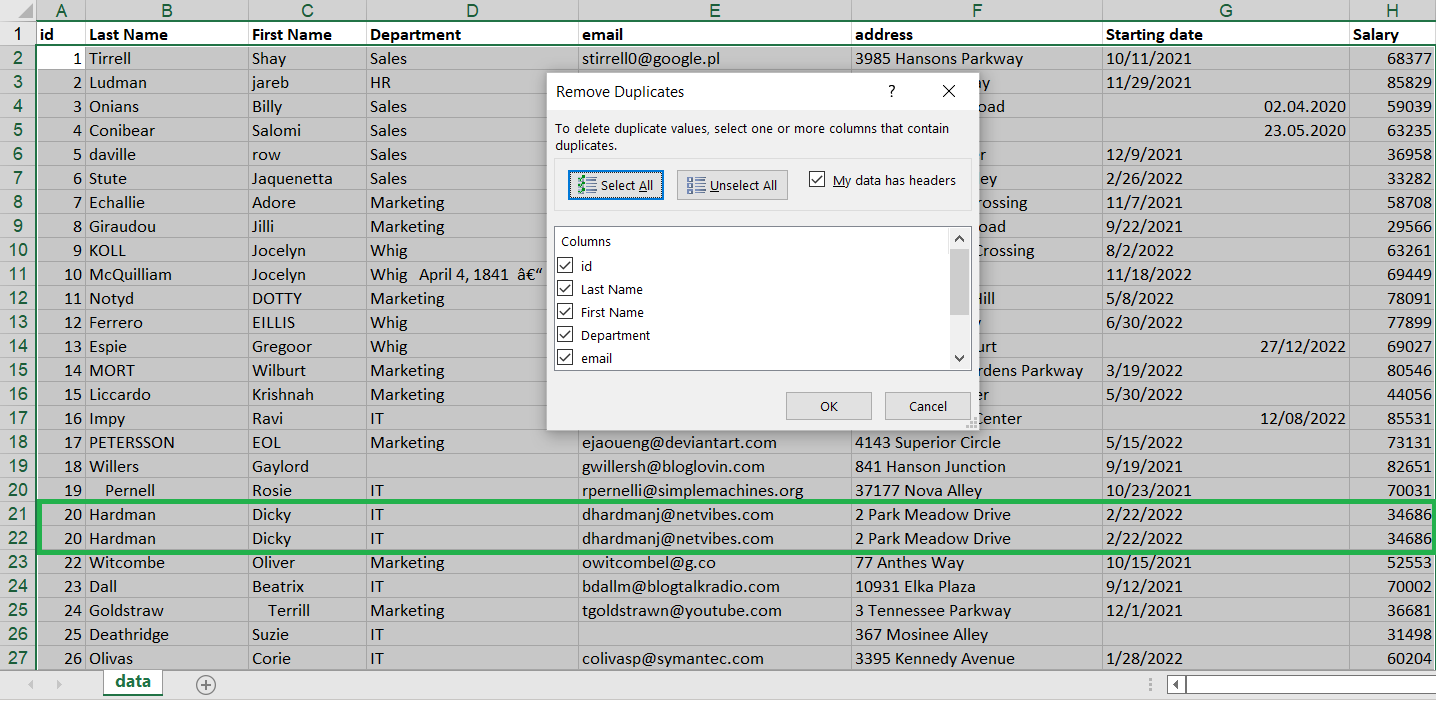 A B C D E F G H
1 id Last Name First Name Department email address Starting date Salary
2 1 Tirrell Shay Sales stirrell0@google.pl 3985 Hansons Parkway 10/11/2021 68377
3 2 Ludman jareb HR 11/29/2021 85829
4 3 Onians Billy Sales oad 02.04.2020 59039
5 4 Conibear Salomi Sales 23.05.2020 63235
6 5 daville row Sales r 12/9/2021 36958
7 6 Stute Jaquenetta Sales ey 2/26/2022 33282
8 7 Echallie Adore Marketing rossing 11/7/2021 58708
9 8 Giraudou Jilli Marketing oad 9/22/2021 29566
10 9 KOLL Jocelyn Whig Crossing 8/2/2022 63261
11 10 McQuilliam Jocelyn Whig April 4, 1841 â€“ 11/18/2022 69449
12 11 Notyd DOTTY Marketing Hill 5/8/2022 78091
13 12 Ferrero EILLIS Whig 6/30/2022 77899
14 13 Espie Gregoor Whig urt 27/12/2022 69027
15 14 MORT Wilburt Marketing rdens Parkway 3/19/2022 80546
16 15 Liccardo Krishnah Marketing er 5/30/2022 44056
17 16 Impy Ravi IT Center 12/08/2022 85531
18 17 PETERSSON EOL Marketing ejaoueng@deviantart.com 4143 Superior Circle 5/15/2022 73131
19 18 Willers Gaylord gwillersh@bloglovin.com 841 Hanson Junction 9/19/2021 82651
20 19 Pernell Rosie IT rpernelli@simplemachines.org 37177 Nova Alley 10/23/2021 70031
21 20 Hardman Dicky IT dhardmanj@netvibes.com 2 Park Meadow Drive 2/22/2022 34686
22 20 Hardman Dicky IT dhardmanj@netvibes.com 2 Park Meadow Drive 2/22/2022 34686
23 22 Witcombe Oliver Marketing owitcombel@g.co 77 Anthes Way 10/15/2021 52553
24 23 Dall Beatrix IT bdallm@blogtalkradio.com 10931 Elka Plaza 9/12/2021 70002
25 24 Goldstraw Terrill Marketing tgoldstrawn@youtube.com 3 Tennessee Parkway 12/1/2021 36681
26 25 Deathridge Suzie IT 367 Mosinee Alley 31498
27 26 Olivas Corie IT colivasp@symantec.com 3395 Kennedy Avenue 1/28/2022 60204
data
Remove Duplicates ?
To delete duplicate values, select one or more columns that contain
duplicates.
Select All Unselect All My data has headers
Columns
id
Last Name
First Name
Department
email
OK Cancel